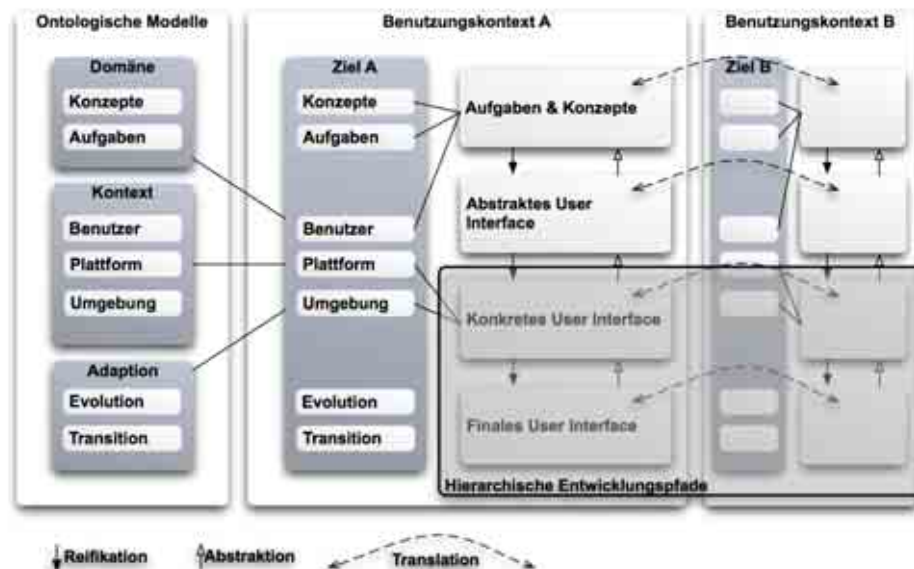 Ontologische Modelle
Domäne
Konzepte
Aufgaben
Kontext
Benutzer
Plattform
Umgebung
Adaption
Evolution
Transition
Benutzungskontext A
Ziel A
Konzepte
Aufgaben
Benutzer
Plattform
Umgebung
Evolution
Transition
Aufgaben & Konzepte
Abstraktes User
Interface
Konkretes User Interface
Finales User Interface
Hierarchische Entwicklungspfade
Benutzungskontext B
Ziel B
Reifikation
Abstraktion
Translation